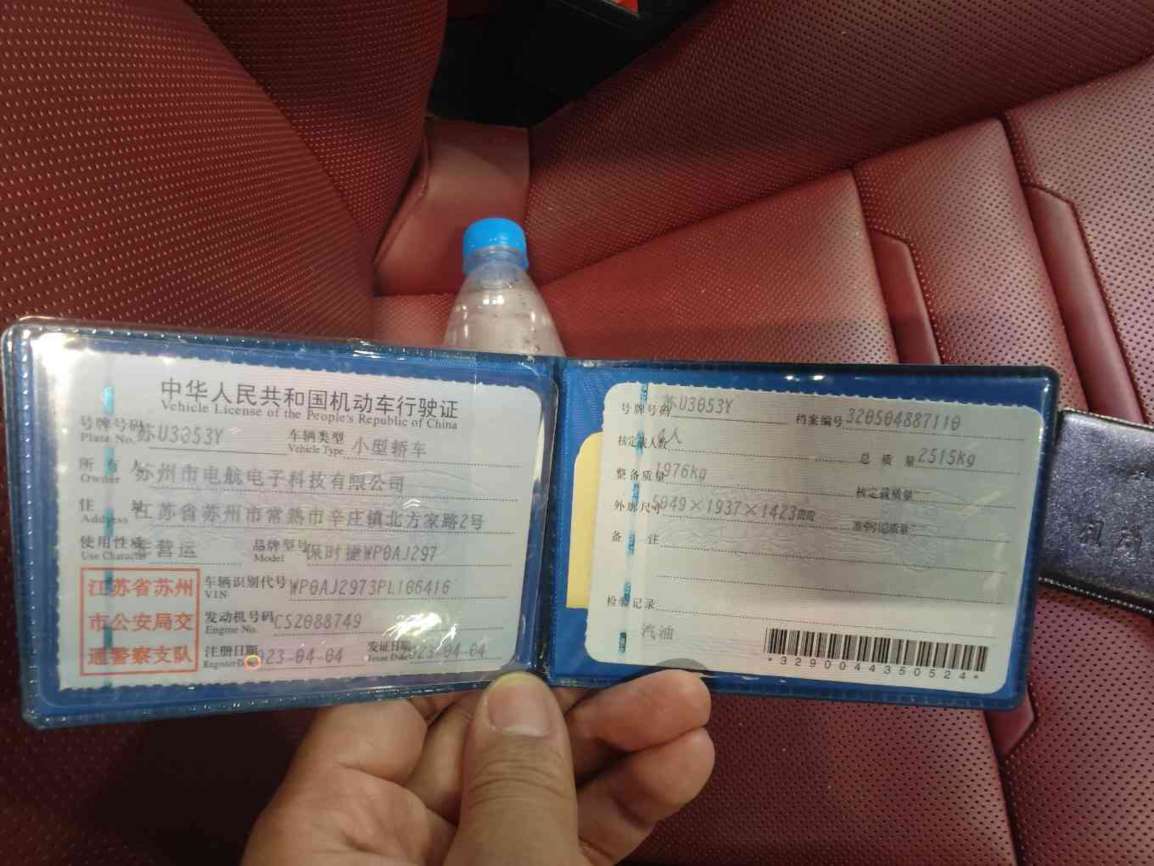 中华人民共和国机动车行驶证
Vehicle License of the People's Republic of China
号牌号码 苏U3053Y 车辆类型 小型轿车
Plate No. Vehicle Type
所有人 苏州市电航电子科技有限公司
Owner
住址 江苏省苏州市常熟市辛庄镇北方家路2号
Address
使用性质 营运 品牌型号 保时捷WP0AJ297
Use Character Model
江苏省苏州
市公安局交
通警察支队
车辆识别代号 WP0AJ2973PL106416
VIN
发动机号码 CS2088749
Engine No.
注册日期 23-04-04 发证日期 23-04-04
Register Date Issue Date
号牌号码 苏U3053Y 档案编号 320504887110
核定载人数 4人 总质量 2515kg
整备质量 1976kg 核定载质量 --
外廓尺寸 5049×1937×1423mm 准牵引总质量 --
备注
检验记录
汽油
*3290044350524*